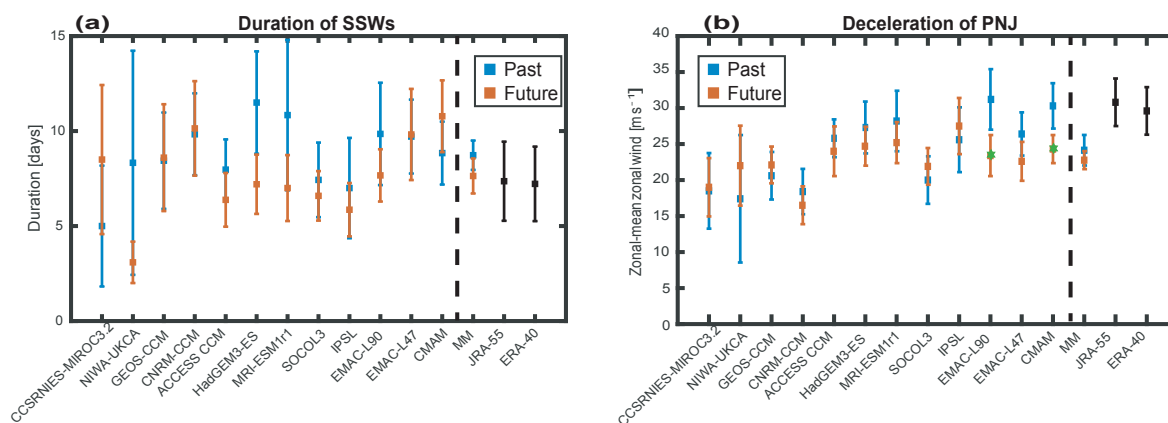 (a) Duration of SSWs
Duration [days]
15
10
5
0
Past
Future
CCSRNIES-MIROC3.2
NIWA-UKCA
GEOS-CCM
CNRM-CCM
ACCESS CCM
HadGEM3-ES
MRI-ESM1r1
SOCOL3
IPSL
EMAC-L90
EMAC-L47
CMAM
MM
JRA-55
ERA-40
(b) Deceleration of PNJ
Zonal-mean zonal wind [m s⁻¹]
40
35
30
25
20
15
10
5
0
Past
Future
CCSRNIES-MIROC3.2
NIWA-UKCA
GEOS-CCM
CNRM-CCM
ACCESS CCM
HadGEM3-ES
MRI-ESM1r1
SOCOL3
IPSL
EMAC-L90
EMAC-L47
CMAM
MM
JRA-55
ERA-40